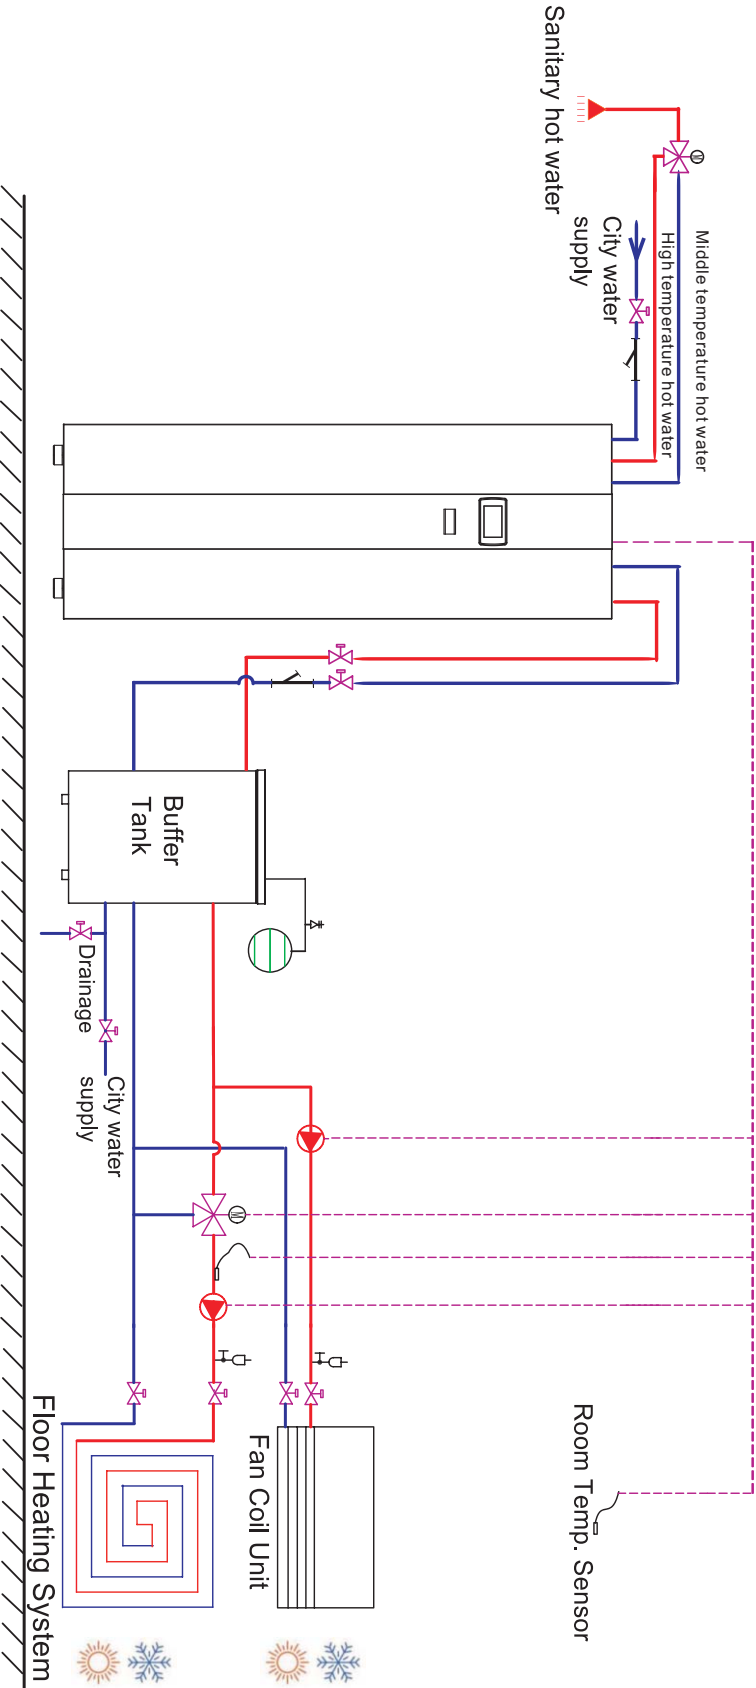 Sanitary hot water
City water
supply
High temperature hot water
Middle temperature hot water
M
Buffer
Tank
Drainage
City water
supply
M
Floor Heating System
Fan Coil Unit
Room Temp. Sensor